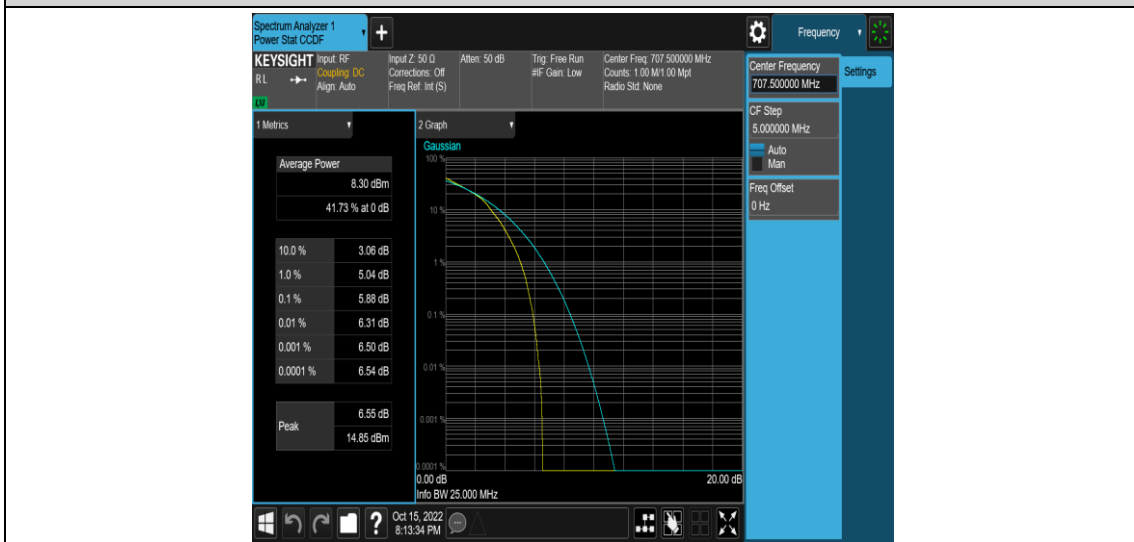 Spectrum Analyzer 1
Power Stat CCDF
+
Frequency
KEYSIGHT
RL
LXI
Input: RF
Coupling: DC
Align: Auto
Input Z: 50 Ω
Corrections: Off
Freq Ref: Int (S)
Atten: 50 dB
Trig: Free Run
#IF Gain: Low
Center Freq: 707.500000 MHz
Counts: 1.00 M/1.00 Mpt
Radio Std: None
Center Frequency
707.500000 MHz
Settings
CF Step
5.000000 MHz
Auto
Man
Freq Offset
0 Hz
1 Metrics
Average Power
8.30 dBm
41.73 % at 0 dB
10.0 % 3.06 dB
1.0 % 5.04 dB
0.1 % 5.88 dB
0.01 % 6.31 dB
0.001 % 6.50 dB
0.0001 % 6.54 dB
Peak
6.55 dB
14.85 dBm
2 Graph
Gaussian
100 %
10 %
1 %
0.1 %
0.01 %
0.001 %
0.0001 %
0.00 dB 20.00 dB
Info BW 25.000 MHz
?
Oct 15, 2022
8:13:34 PM